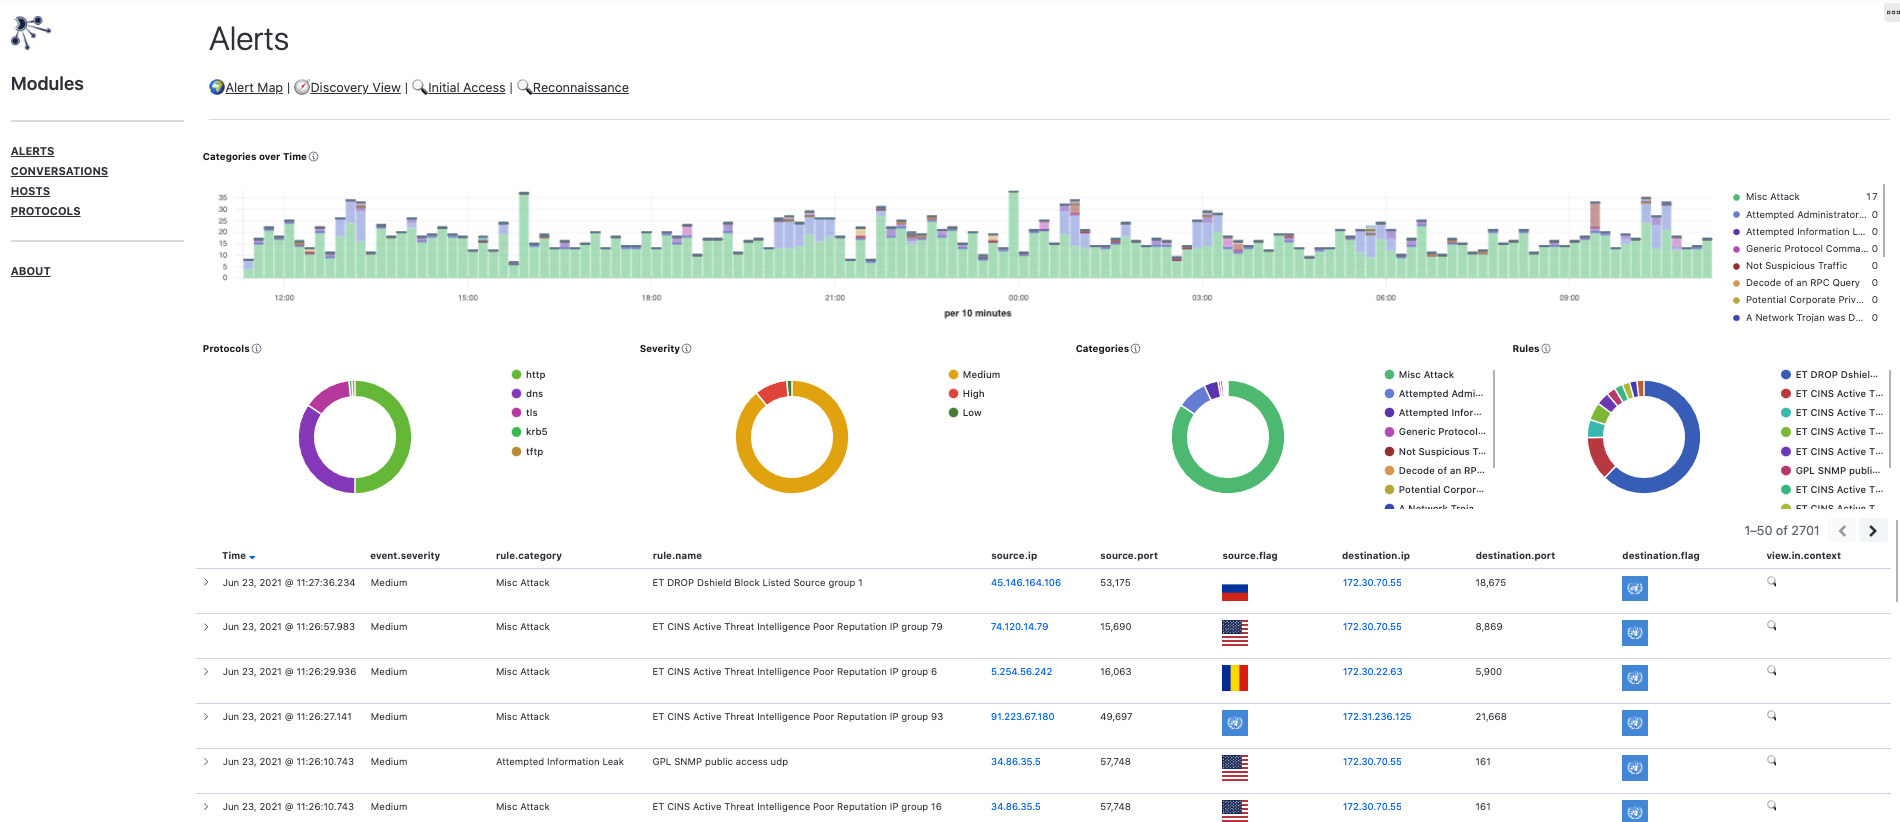 Alerts
Modules
Alert Map | Discovery View | Initial Access | Reconnaissance
ALERTS
CONVERSATIONS
HOSTS
PROTOCOLS
ABOUT
Categories over Time
35
30
25
20
15
10
5
0
12:00 15:00 18:00 21:00 00:00 03:00 06:00 09:00
per 10 minutes
Misc Attack 17
Attempted Administrator... 0
Attempted Information L... 0
Generic Protocol Comma... 0
Not Suspicious Traffic 0
Decode of an RPC Query 0
Potential Corporate Priv... 0
A Network Trojan was D... 0
Protocols
http
dns
tls
krb5
tftp
Severity
Medium
High
Low
Categories
Misc Attack
Attempted Admi...
Attempted Infor...
Generic Protocol...
Not Suspicious T...
Decode of an RP...
Potential Corpor...
A Network Troja...
Rules
ET DROP Dshiel...
ET CINS Active T...
ET CINS Active T...
ET CINS Active T...
ET CINS Active T...
GPL SNMP publi...
ET CINS Active T...
ET CINS Active T...
1–50 of 2701
Time event.severity rule.category rule.name source.ip source.port source.flag destination.ip destination.port destination.flag view.in.context
Jun 23, 2021 @ 11:27:36.234 Medium Misc Attack ET DROP Dshield Block Listed Source group 1 45.146.164.106 53,175 172.30.70.55 18,675
Jun 23, 2021 @ 11:26:57.983 Medium Misc Attack ET CINS Active Threat Intelligence Poor Reputation IP group 79 74.120.14.79 15,690 172.30.70.55 8,869
Jun 23, 2021 @ 11:26:29.936 Medium Misc Attack ET CINS Active Threat Intelligence Poor Reputation IP group 6 5.254.56.242 16,063 172.30.22.63 5,900
Jun 23, 2021 @ 11:26:27.141 Medium Misc Attack ET CINS Active Threat Intelligence Poor Reputation IP group 93 91.223.67.180 49,697 172.31.236.125 21,668
Jun 23, 2021 @ 11:26:10.743 Medium Attempted Information Leak GPL SNMP public access udp 34.86.35.5 57,748 172.30.70.55 161
Jun 23, 2021 @ 11:26:10.743 Medium Misc Attack ET CINS Active Threat Intelligence Poor Reputation IP group 16 34.86.35.5 57,748 172.30.70.55 161